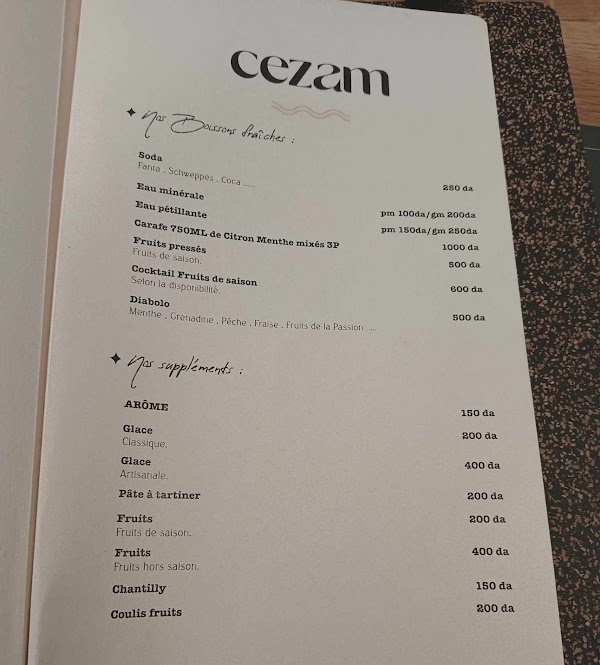 cezam
Nos Boissons fraîches :
Soda 250 da
Fanta , Schweppes , Coca .....
Eau minérale pm 100da/gm 200da
Eau pétillante pm 150da/gm 250da
Carafe 750ML de Citron Menthe mixés 3P 1000 da
Fruits pressés 500 da
Fruits de saison.
Cocktail Fruits de saison 600 da
Selon la disponibilité.
Diabolo 500 da
Menthe , Grenadine , Pêche , Fraise , Fruits de la Passion .....
Nos suppléments :
ARÔME 150 da
Glace 200 da
Classique.
Glace 400 da
Artisanale.
Pâte à tartiner 200 da
Fruits 200 da
Fruits de saison.
Fruits 400 da
Fruits hors saison.
Chantilly 150 da
Coulis fruits 200 da